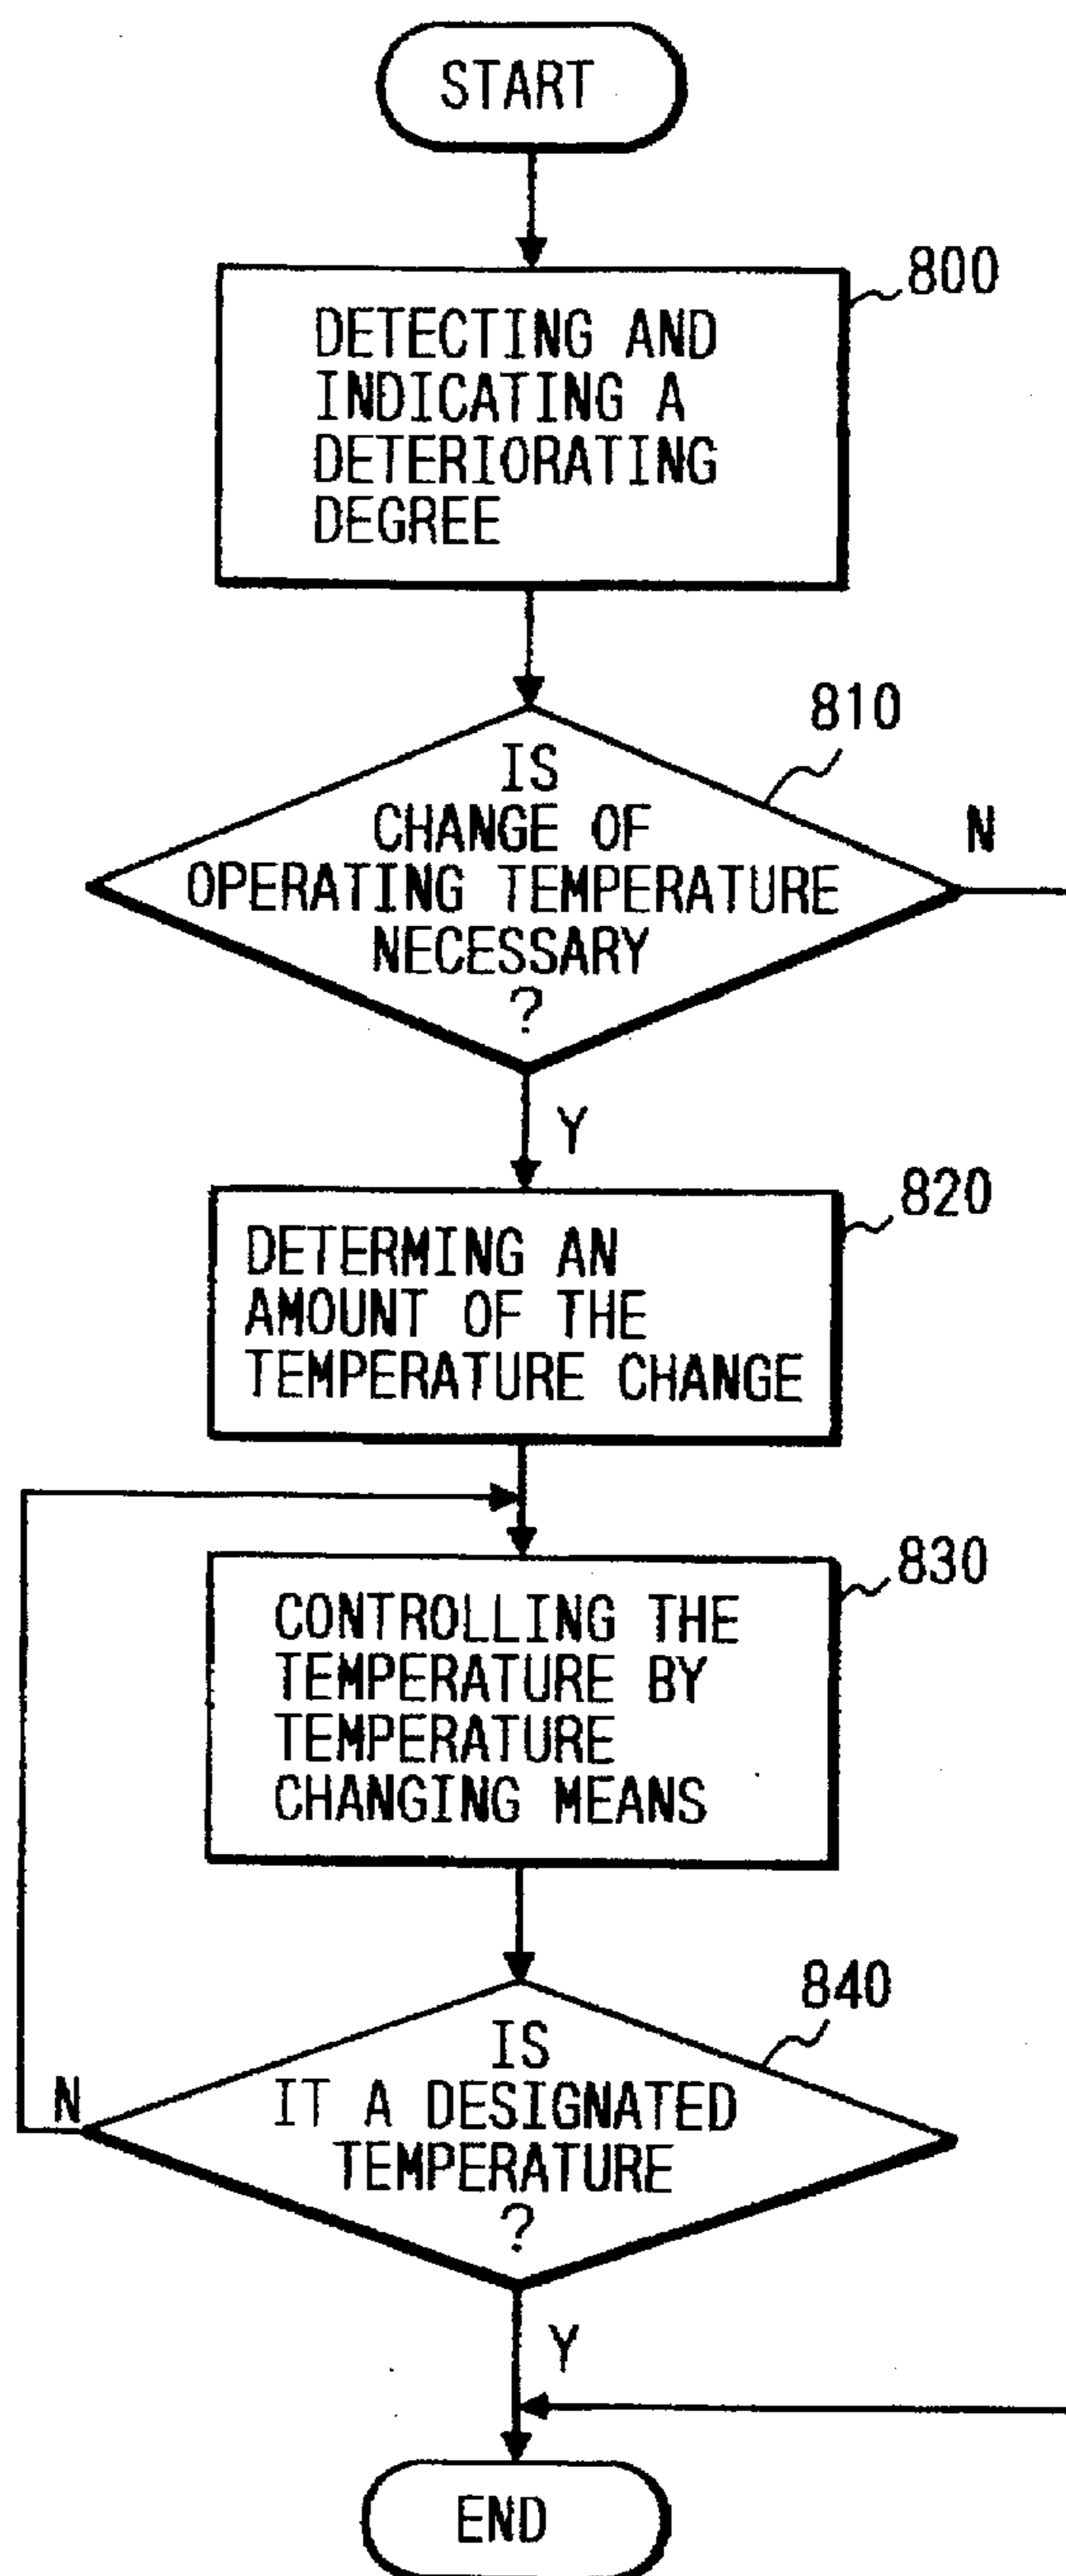 START
800
DETECTING AND
INDICATING A
DETERIORATING
DEGREE
810
IS
CHANGE OF
OPERATING TEMPERATURE
NECESSARY
?
N
Y
820
DETERMING AN
AMOUNT OF THE
TEMPERATURE CHANGE
830
CONTROLLING THE
TEMPERATURE BY
TEMPERATURE
CHANGING MEANS
840
IS
IT A DESIGNATED
TEMPERATURE
?
N
Y
END